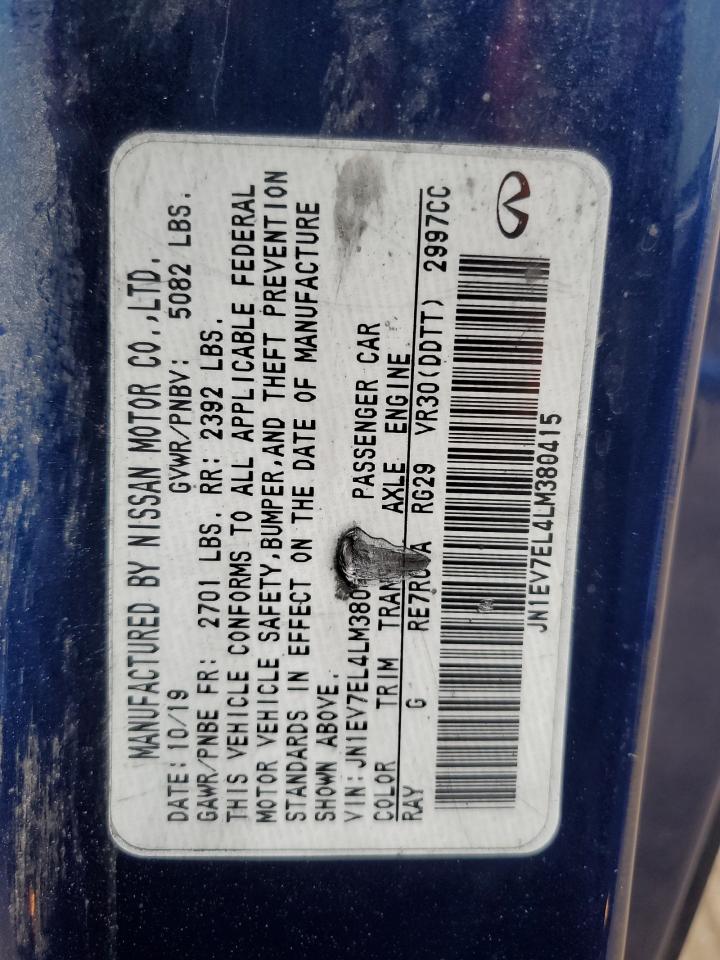 MANUFACTURED BY NISSAN MOTOR CO.,LTD.
DATE: 10/19 GVWR/PNBV: 5082 LBS.
GAWR/PNBE FR: 2701 LBS. RR: 2392 LBS.
THIS VEHICLE CONFORMS TO ALL APPLICABLE FEDERAL
MOTOR VEHICLE SAFETY,BUMPER,AND THEFT PREVENTION
STANDARDS IN EFFECT ON THE DATE OF MANUFACTURE
SHOWN ABOVE.
VIN: JN1EV7EL4LM380 PASSENGER CAR
COLOR TRIM TRAN AXLE ENGINE
RAY G RG29 VR30(DDTT) 2997CC
JN1EV7EL4LM380415